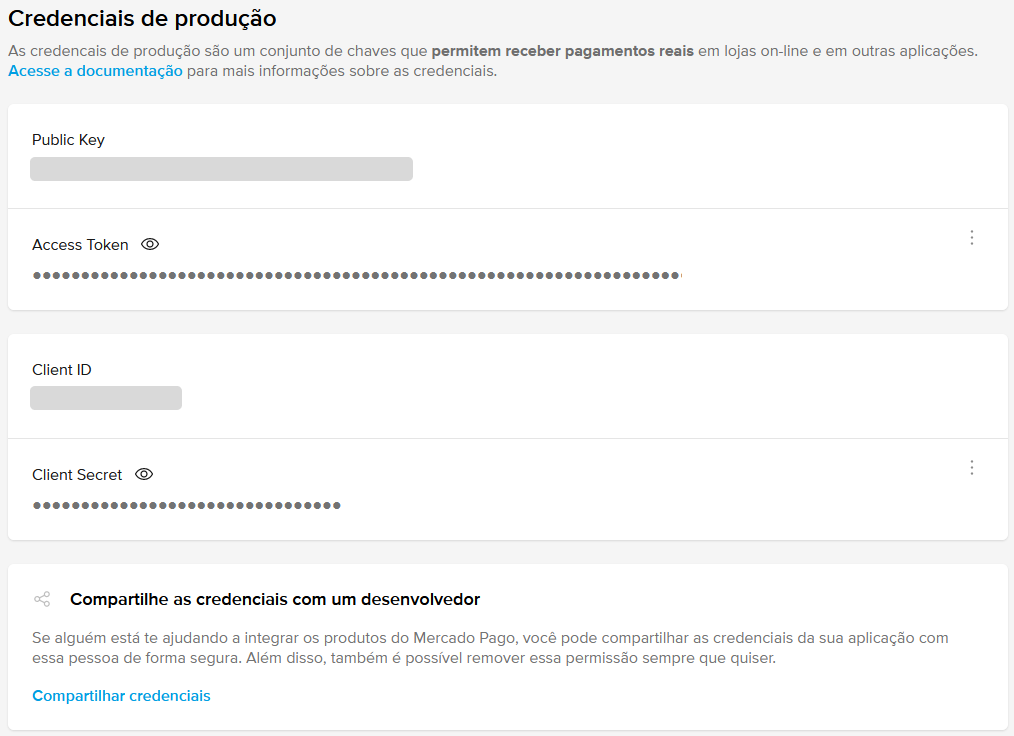 Credenciais de produção
As credencais de produção são um conjunto de chaves que permitem receber pagamentos reais em lojas on-line e em outras aplicações.
Acesse a documentação para mais informações sobre as credenciais.
Public Key
Access Token
Client ID
Client Secret
Compartilhe as credenciais com um desenvolvedor
Se alguém está te ajudando a integrar os produtos do Mercado Pago, você pode compartilhar as credenciais da sua aplicação com
essa pessoa de forma segura. Além disso, também é possível remover essa permissão sempre que quiser.
Compartilhar credenciais